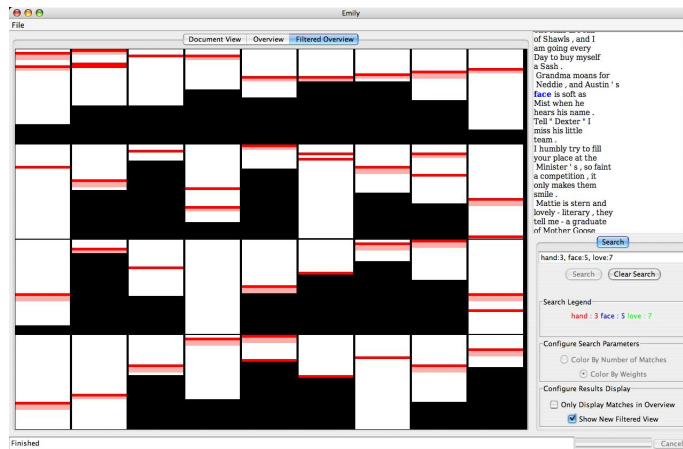 Emily
File
Document View Overview Filtered Overview
of Shawls , and I
am going every
Day to buy myself
a Sash .
Grandma moans for
Neddie , and Austin ' s
face is soft as
Mist when he
hears his name .
Tell " Dexter " I
miss his little
team .
I humbly try to fill
your place at the
Minister ' s , so faint
a competition , it
only makes them
smile .
Mattie is stern and
lovely - literary , they
tell me - a graduate
of Mother Goose
Search
hand:3, face:5, love:7
Search Clear Search
Search Legend
hand : 3 face : 5 love : 7
Configure Search Parameters
Color By Number of Matches
Color By Weights
Configure Results Display
Only Display Matches in Overview
Show New Filtered View
Finished
Cancel